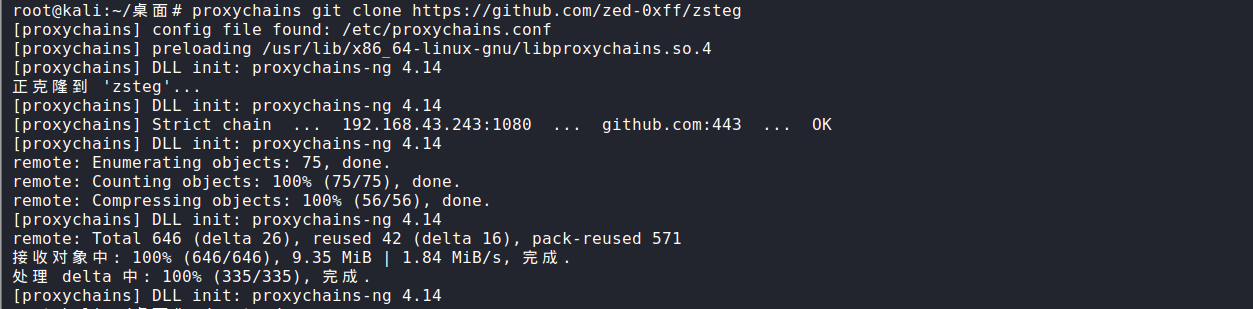 root@kali:~/桌面# proxychains git clone https://github.com/zed-0xff/zsteg
[proxychains] config file found: /etc/proxychains.conf
[proxychains] preloading /usr/lib/x86_64-linux-gnu/libproxychains.so.4
[proxychains] DLL init: proxychains-ng 4.14
正克隆到 'zsteg'...
[proxychains] DLL init: proxychains-ng 4.14
[proxychains] Strict chain  ...  192.168.43.243:1080  ...  github.com:443  ...  OK
[proxychains] DLL init: proxychains-ng 4.14
remote: Enumerating objects: 75, done.
remote: Counting objects: 100% (75/75), done.
remote: Compressing objects: 100% (56/56), done.
[proxychains] DLL init: proxychains-ng 4.14
remote: Total 646 (delta 26), reused 42 (delta 16), pack-reused 571
接收对象中: 100% (646/646), 9.35 MiB | 1.84 MiB/s, 完成.
处理 delta 中: 100% (335/335), 完成.
[proxychains] DLL init: proxychains-ng 4.14